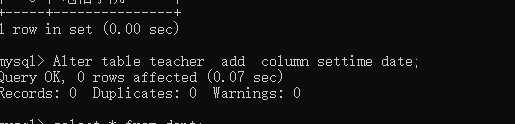 1 row in set (0.00 sec)
mysql> Alter table teacher  add  column settime date;
Query OK, 0 rows affected (0.07 sec)
Records: 0  Duplicates: 0  Warnings: 0
mysql> select * from dept;